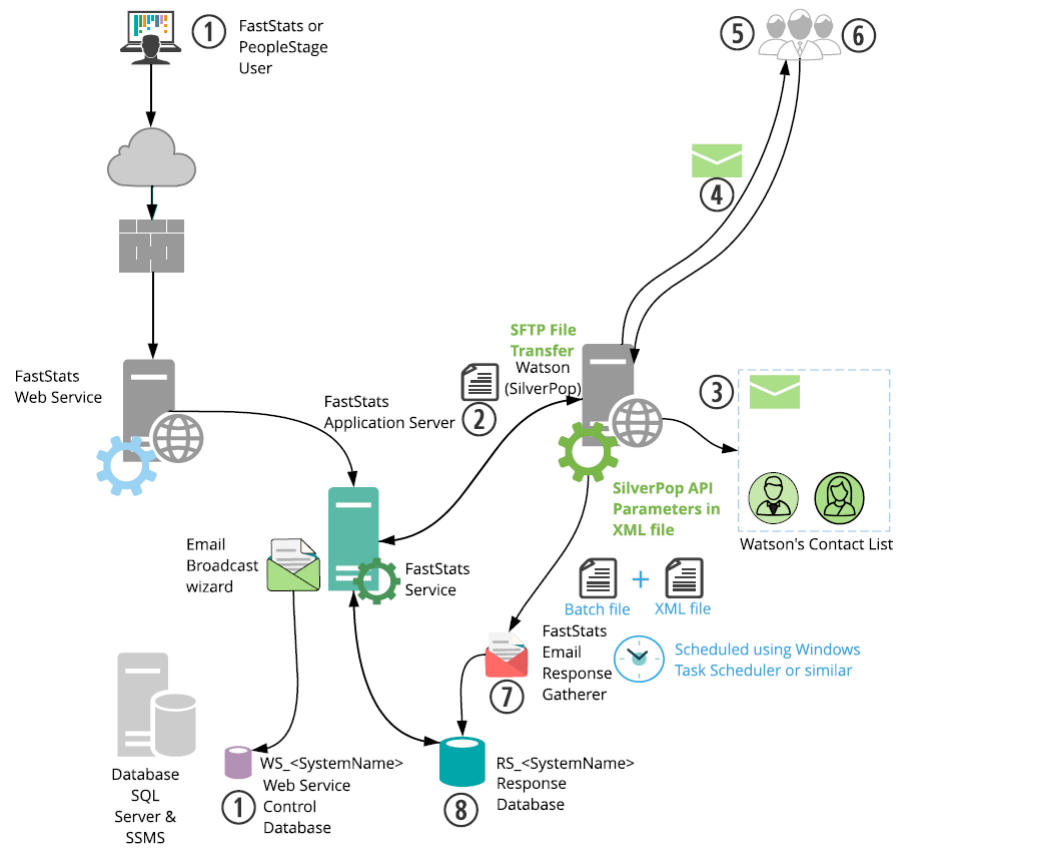 1
FastStats or
PeopleStage
User
5
6
4
SFTP File
Transfer
Watson
(SilverPop)
2
FastStats
Web Service
FastStats
Application Server
3
SilverPop API
Parameters in
XML file
Watson's Contact List
Email
Broadcast
wizard
FastStats
Service
+
Batch file
XML file
FastStats
Email
Response
Gatherer
7
Scheduled using Windows
Task Scheduler or similar
Database
SQL
Server &
SSMS
WS_<SystemName>
Web Service
Control
Database
1
RS_<SystemName>
Response
Database
8